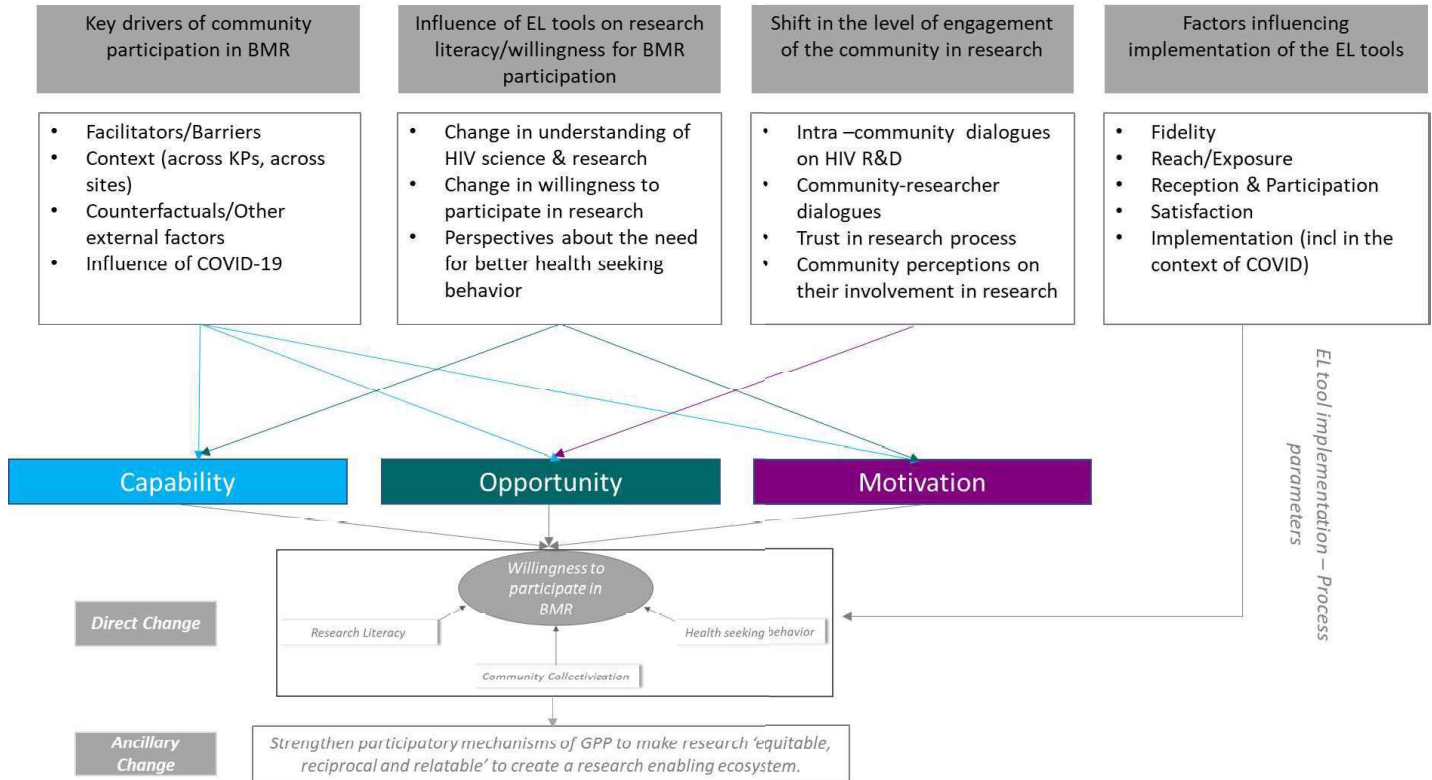 Key drivers of community
participation in BMR
Influence of EL tools on research
literacy/willingness for BMR
participation
Shift in the level of engagement
of the community in research
Factors influencing
implementation of the EL tools
• Facilitators/Barriers
• Context (across KPs, across
sites)
• Counterfactuals/Other
external factors
• Influence of COVID-19
• Change in understanding of
HIV science & research
• Change in willingness to
participate in research
• Perspectives about the need
for better health seeking
behavior
• Intra –community dialogues
on HIV R&D
• Community-researcher
dialogues
• Trust in research process
• Community perceptions on
their involvement in research
• Fidelity
• Reach/Exposure
• Reception & Participation
• Satisfaction
• Implementation (incl in the
context of COVID)
EL tool implementation – Process
parameters
Capability
Opportunity
Motivation
Direct Change
Willingness to
participate in
BMR
Research Literacy
Health seeking behavior
Community Collectivization
Ancillary
Change
Strengthen participatory mechanisms of GPP to make research ‘equitable,
reciprocal and relatable’ to create a research enabling ecosystem.